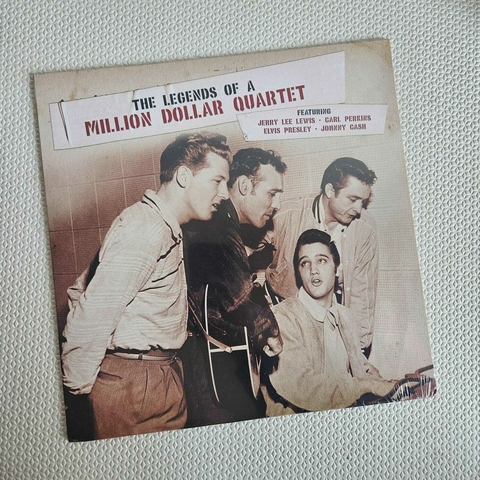 THE LEGENDS OF A
MILLION DOLLAR QUARTET
FEATURING
JERRY LEE LEWIS · CARL PERKINS
ELVIS PRESLEY · JOHNNY CASH